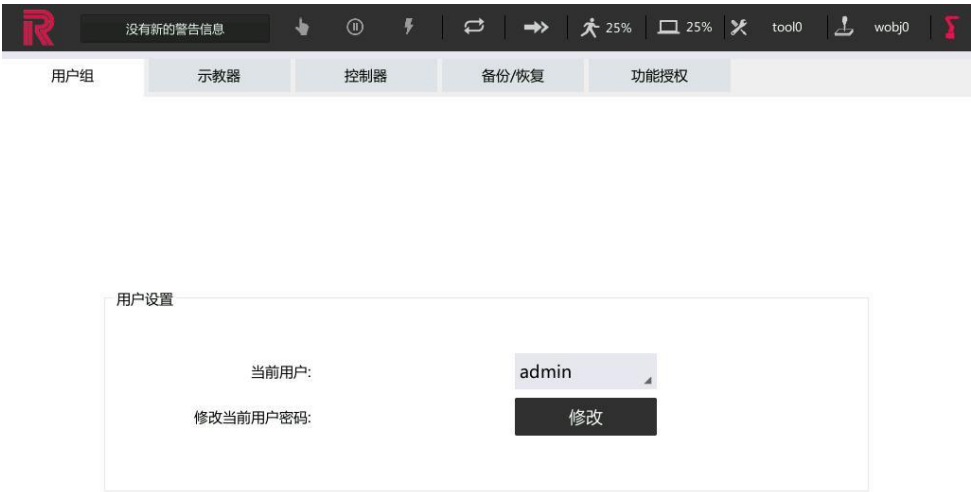 没有新的警告信息 25% 25% tool0 wobj0
用户组 示教器 控制器 备份/恢复 功能授权
用户设置
当前用户: admin
修改当前用户密码: 修改